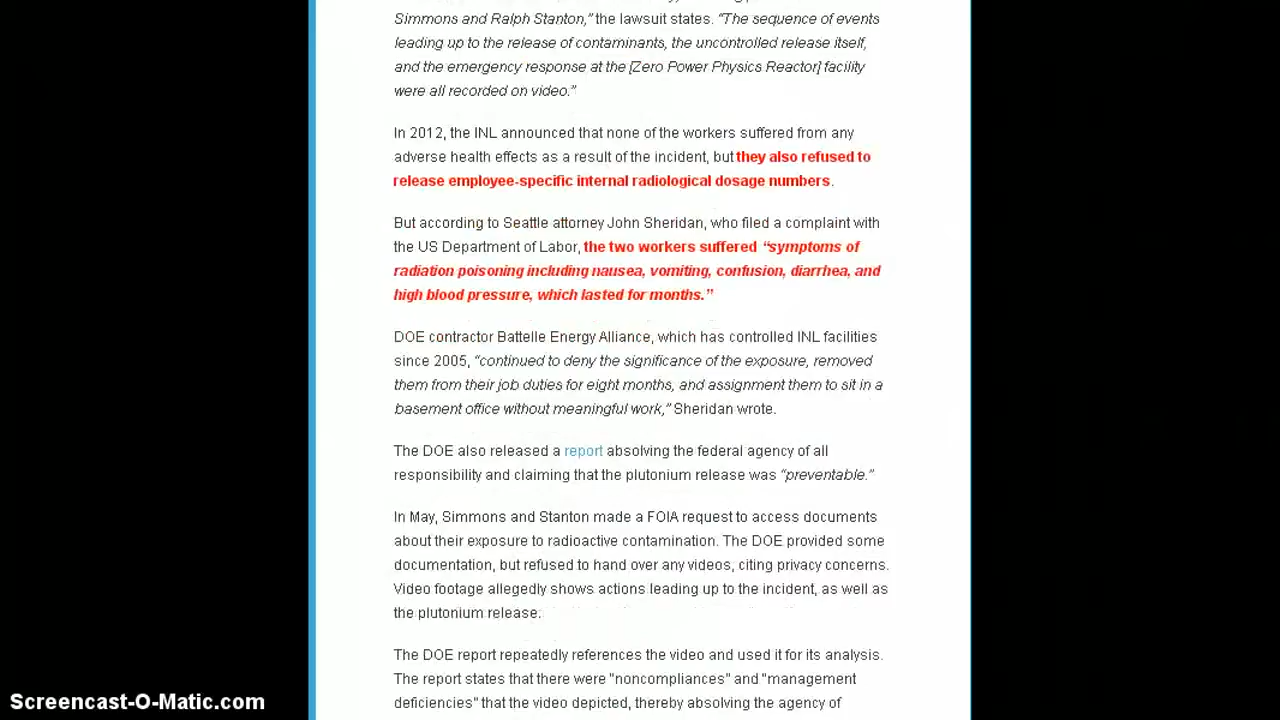 Simmons and Ralph Stanton,” the lawsuit states. “The sequence of events
leading up to the release of contaminants, the uncontrolled release itself,
and the emergency response at the [Zero Power Physics Reactor] facility
were all recorded on video.”
In 2012, the INL announced that none of the workers suffered from any
adverse health effects as a result of the incident, but they also refused to
release employee-specific internal radiological dosage numbers.
But according to Seattle attorney John Sheridan, who filed a complaint with
the US Department of Labor, the two workers suffered “symptoms of
radiation poisoning including nausea, vomiting, confusion, diarrhea, and
high blood pressure, which lasted for months.”
DOE contractor Battelle Energy Alliance, which has controlled INL facilities
since 2005, “continued to deny the significance of the exposure, removed
them from their job duties for eight months, and assignment them to sit in a
basement office without meaningful work,” Sheridan wrote.
The DOE also released a report absolving the federal agency of all
responsibility and claiming that the plutonium release was “preventable.”
In May, Simmons and Stanton made a FOIA request to access documents
about their exposure to radioactive contamination. The DOE provided some
documentation, but refused to hand over any videos, citing privacy concerns.
Video footage allegedly shows actions leading up to the incident, as well as
the plutonium release.
The DOE report repeatedly references the video and used it for its analysis.
The report states that there were "noncompliances" and "management
deficiencies" that the video depicted, thereby absolving the agency of
Screencast-O-Matic.com